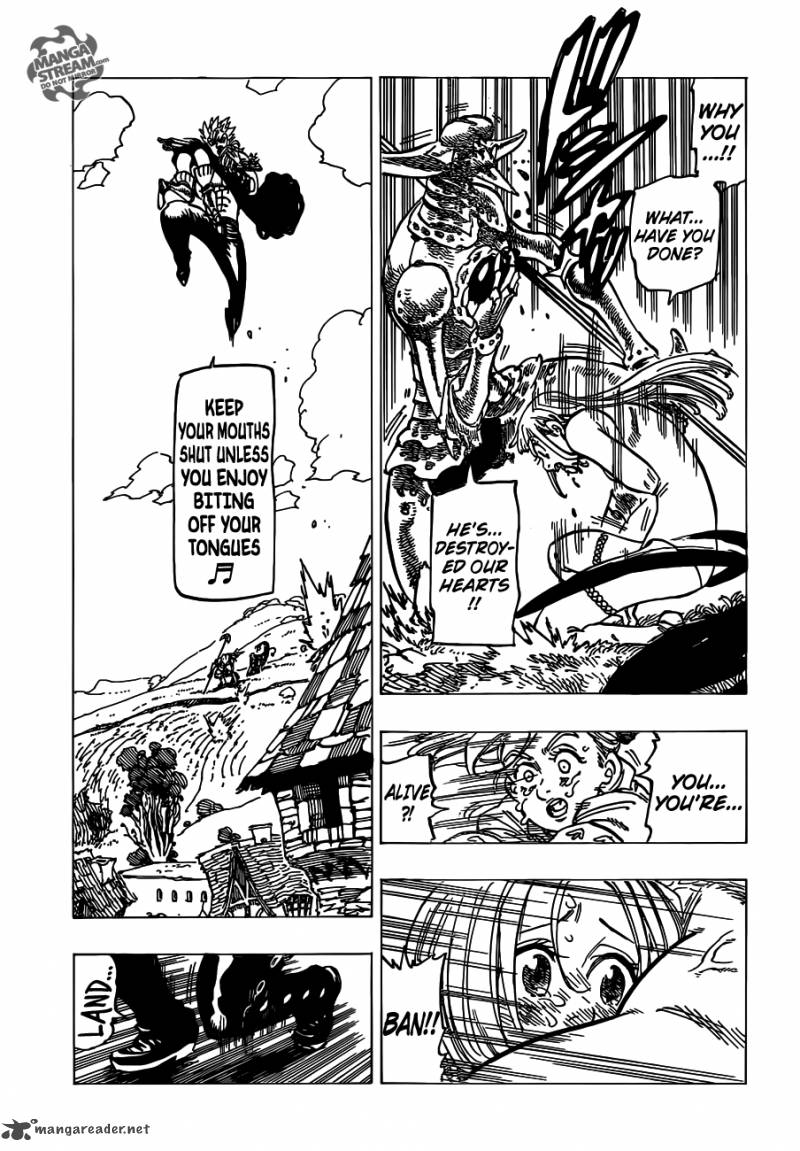 MANGA
STREAM.com
DO NOT MIRROR
WHY
YOU
...!!
WHAT...
HAVE YOU
DONE?
HE'S...
DESTROY-
ED OUR
HEARTS
!!
YOU...
YOU'RE...
ALIVE
?!
BAN!!
KEEP
YOUR MOUTHS
SHUT UNLESS
YOU ENJOY
BITING
OFF YOUR
TONGUES
♫
LAND...
mangareader.net